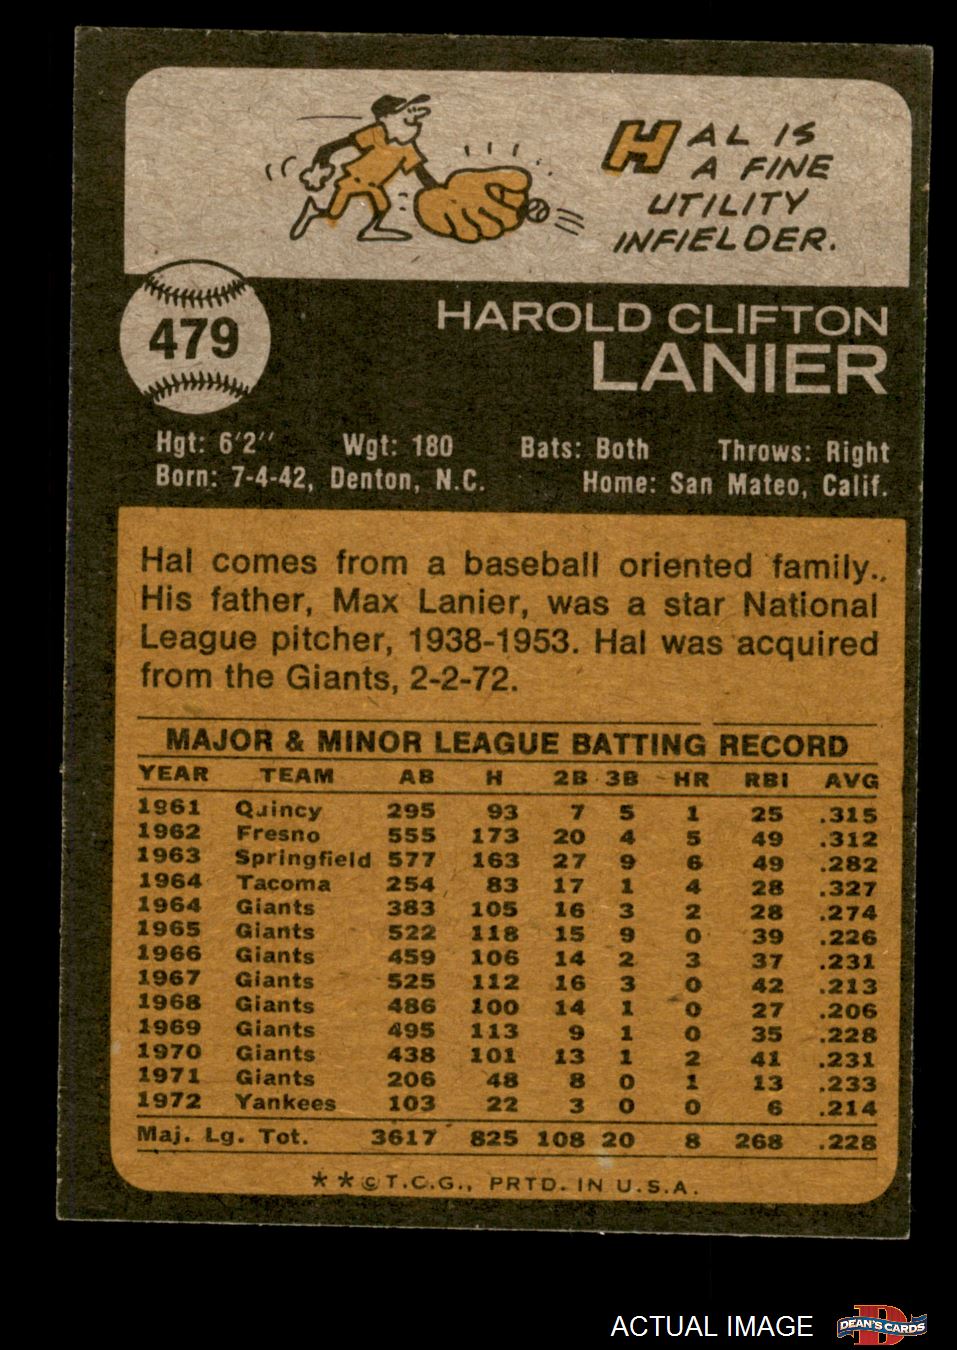 HAL IS
A FINE
UTILITY
INFIELDER.
479
HAROLD CLIFTON
LANIER
Hgt: 6'2'' Wgt: 180 Bats: Both Throws: Right
Born: 7-4-42, Denton, N.C. Home: San Mateo, Calif.
Hal comes from a baseball oriented family..
His father, Max Lanier, was a star National
League pitcher, 1938-1953. Hal was acquired
from the Giants, 2-2-72.
MAJOR & MINOR LEAGUE BATTING RECORD
YEAR TEAM AB H 2B 3B HR RBI AVG
1961 Quincy 295 93 7 5 1 25 .315
1962 Fresno 555 173 20 4 5 49 .312
1963 Springfield 577 163 27 9 6 49 .282
1964 Tacoma 254 83 17 1 4 28 .327
1964 Giants 383 105 16 3 2 28 .274
1965 Giants 522 118 15 9 0 39 .226
1966 Giants 459 106 14 2 3 37 .231
1967 Giants 525 112 16 3 0 42 .213
1968 Giants 486 100 14 1 0 27 .206
1969 Giants 495 113 9 1 0 35 .228
1970 Giants 438 101 13 1 2 41 .231
1971 Giants 206 48 8 0 1 13 .233
1972 Yankees 103 22 3 0 0 6 .214
Maj. Lg. Tot. 3617 825 108 20 8 268 .228
**©T.C.G., PRTD. IN U.S.A.
ACTUAL IMAGE
D
DEAN'S CARDS